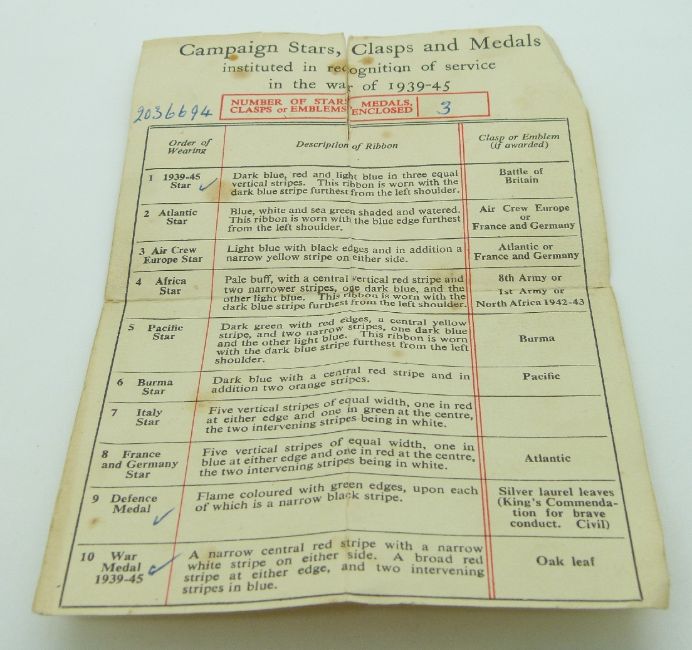 Campaign Stars, Clasps and Medals
instituted in recognition of service
in the war of 1939-45
2036694
NUMBER OF STARS, MEDALS,
CLASPS or EMBLEMS ENCLOSED
3
Order of
Wearing
Description of Ribbon
Clasp or Emblem
(if awarded)
1 1939-45
Star
Dark blue, red and light blue in three equal
vertical stripes. This ribbon is worn with the
dark blue stripe furthest from the left shoulder.
Battle of
Britain
2 Atlantic
Star
Blue, white and sea green shaded and watered.
This ribbon is worn with the blue edge furthest
from the left shoulder.
Air Crew Europe
or
France and Germany
3 Air Crew
Europe Star
Light blue with black edges and in addition a
narrow yellow stripe on either side.
Atlantic or
France and Germany
4 Africa
Star
Pale buff, with a central vertical red stripe and
two narrower stripes, one dark blue, and the
other light blue. This ribbon is worn with the
dark blue stripe furthest from the left shoulder.
8th Army or
1st Army or
North Africa 1942-43
5 Pacific
Star
Dark green with red edges, a central yellow
stripe, and two narrow stripes, one dark blue
and the other light blue. This ribbon is worn
with the dark blue stripe furthest from the left
shoulder.
Burma
6 Burma
Star
Dark blue with a central red stripe and in
addition two orange stripes.
Pacific
7 Italy
Star
Five vertical stripes of equal width, one in red
at either edge and one in green at the centre,
the two intervening stripes being in white.
8 France
and Germany
Star
Five vertical stripes of equal width, one in
blue at either edge and one in red at the centre,
the two intervening stripes being in white.
Atlantic
9 Defence
Medal
Flame coloured with green edges, upon each
of which is a narrow black stripe.
Silver laurel leaves
(King's Commenda-
tion for brave
conduct. Civil)
10 War
Medal
1939-45
A narrow central red stripe with a narrow
white stripe on either side. A broad red
stripe at either edge, and two intervening
stripes in blue.
Oak leaf